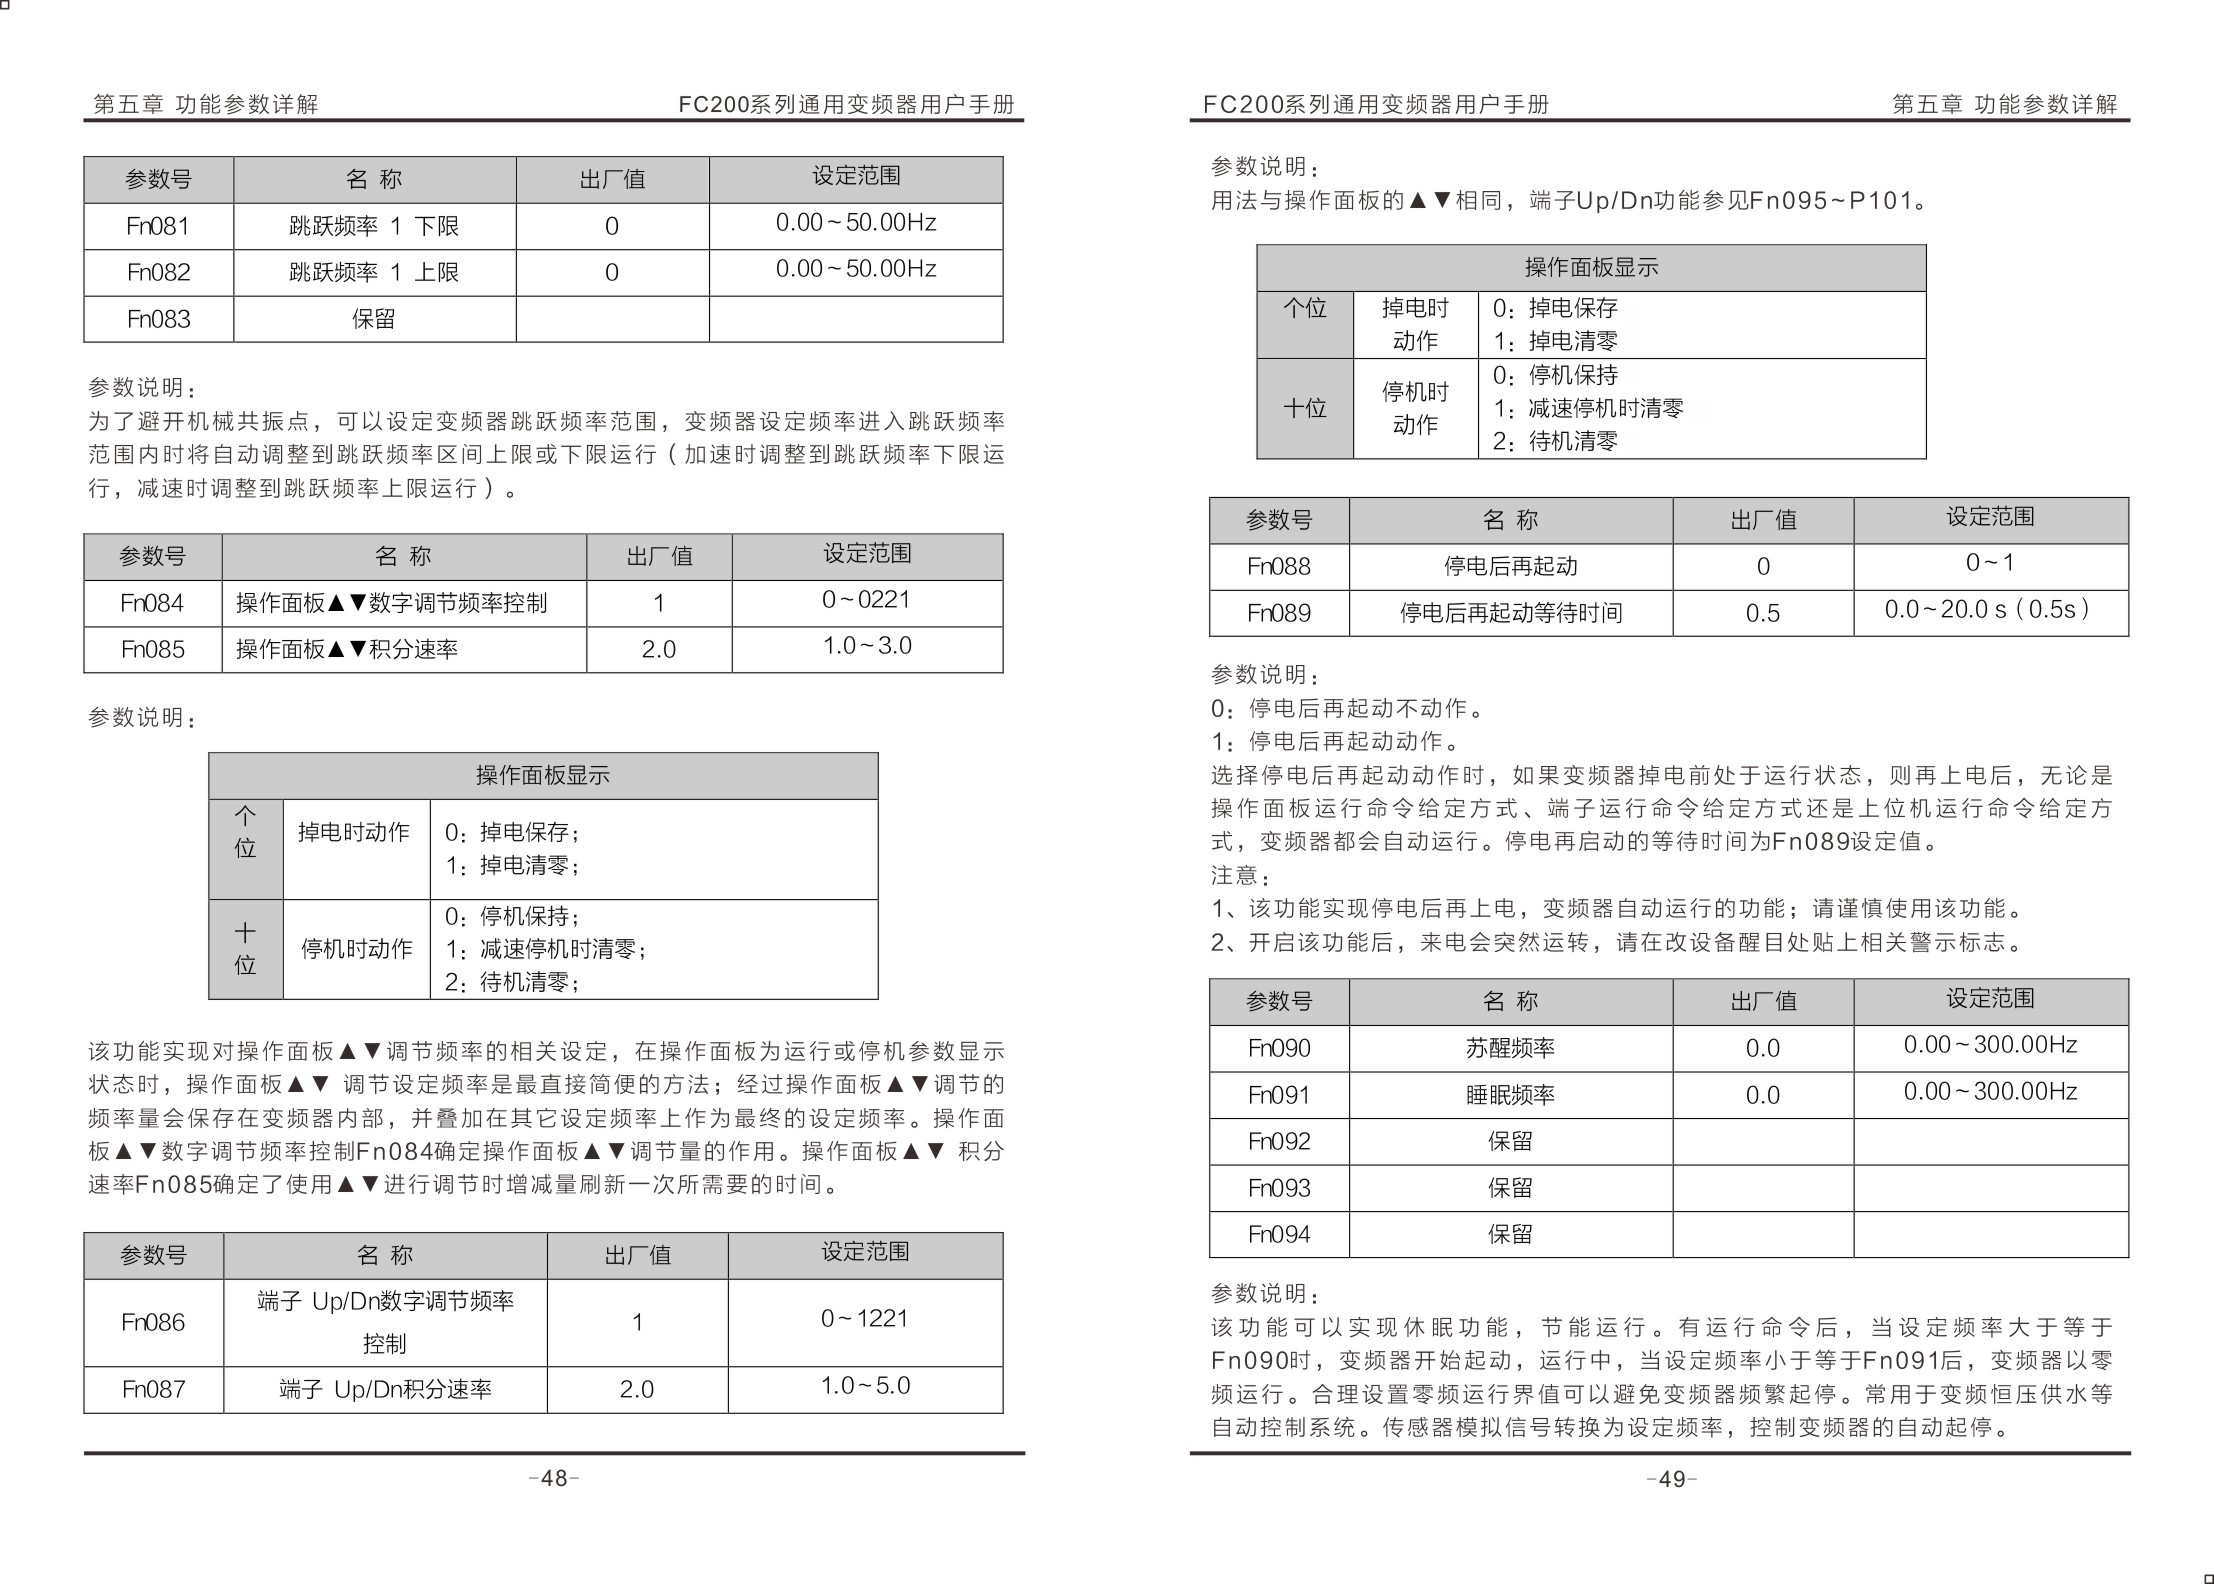 第五章 功能参数详解 FC200系列通用变频器用户手册
参数号 名 称 出厂值 设定范围
Fn081 跳跃频率 1 下限 0 0.00~50.00Hz
Fn082 跳跃频率 1 上限 0 0.00~50.00Hz
Fn083 保留
参数说明：
为了避开机械共振点，可以设定变频器跳跃频率范围，变频器设定频率进入跳跃频率
范围内时将自动调整到跳跃频率区间上限或下限运行（加速时调整到跳跃频率下限运
行，减速时调整到跳跃频率上限运行）。
参数号 名 称 出厂值 设定范围
Fn084 操作面板▲▼数字调节频率控制 1 0~0221
Fn085 操作面板▲▼积分速率 2.0 1.0~3.0
参数说明：
操作面板显示
个
位
掉电时动作
0：掉电保存；
1：掉电清零；
十
位
停机时动作
0：停机保持；
1：减速停机时清零；
2：待机清零；
该功能实现对操作面板▲▼调节频率的相关设定，在操作面板为运行或停机参数显示
状态时，操作面板▲▼ 调节设定频率是最直接简便的方法；经过操作面板▲▼调节的
频率量会保存在变频器内部，并叠加在其它设定频率上作为最终的设定频率。操作面
板▲▼数字调节频率控制Fn084确定操作面板▲▼调节量的作用。操作面板▲▼ 积分
速率Fn085确定了使用▲▼进行调节时增减量刷新一次所需要的时间。
参数号 名 称 出厂值 设定范围
Fn086 端子 Up/Dn数字调节频率
控制 1 0~1221
Fn087 端子 Up/Dn积分速率 2.0 1.0~5.0
-48-
FC200系列通用变频器用户手册 第五章 功能参数详解
参数说明：
用法与操作面板的▲▼相同，端子Up/Dn功能参见Fn095~P101。
操作面板显示
个位
掉电时
动作
0：掉电保存
1：掉电清零
十位
停机时
动作
0：停机保持
1：减速停机时清零
2：待机清零
参数号 名 称 出厂值 设定范围
Fn088 停电后再起动 0 0~1
Fn089 停电后再起动等待时间 0.5 0.0~20.0 s（0.5s）
参数说明：
0：停电后再起动不动作。
1：停电后再起动动作。
选择停电后再起动动作时，如果变频器掉电前处于运行状态，则再上电后，无论是
操作面板运行命令给定方式、端子运行命令给定方式还是上位机运行命令给定方
式，变频器都会自动运行。停电再启动的等待时间为Fn089设定值。
注意：
1、该功能实现停电后再上电，变频器自动运行的功能；请谨慎使用该功能。
2、开启该功能后，来电会突然运转，请在改设备醒目处贴上相关警示标志。
参数号 名 称 出厂值 设定范围
Fn090 苏醒频率 0.0 0.00~300.00Hz
Fn091 睡眠频率 0.0 0.00~300.00Hz
Fn092 保留
Fn093 保留
Fn094 保留
参数说明：
该功能可以实现休眠功能，节能运行。有运行命令后，当设定频率大于等于
Fn090时，变频器开始起动，运行中，当设定频率小于等于Fn091后，变频器以零
频运行。合理设置零频运行界值可以避免变频器频繁起停。常用于变频恒压供水等
自动控制系统。传感器模拟信号转换为设定频率，控制变频器的自动起停。
-49-